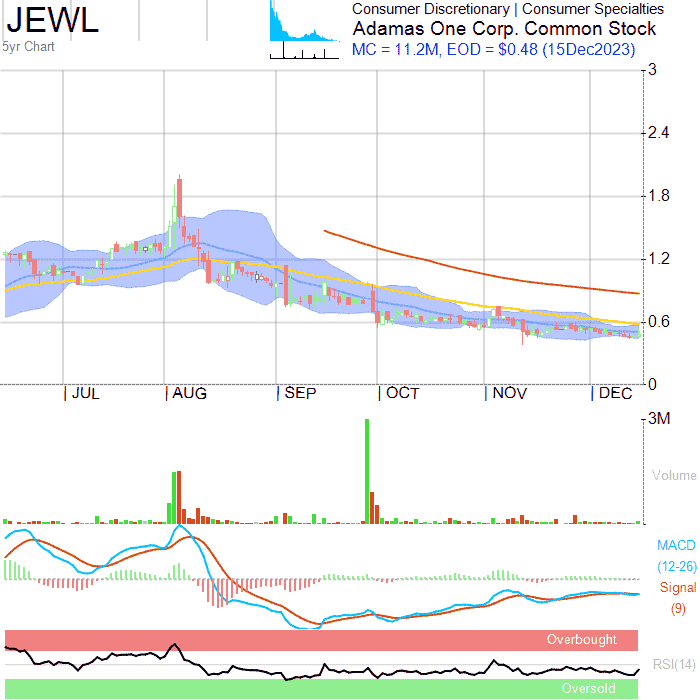 JEWL
5yr Chart
Consumer Discretionary | Consumer Specialties
Adamas One Corp. Common Stock
MC = 11.2M, EOD = $0.48 (15Dec2023)
3
2.4
1.8
1.2
0.6
0
JUL AUG SEP OCT NOV DEC
3M
Volume
MACD
(12-26)
Signal
(9)
Overbought
RSI(14)
Oversold